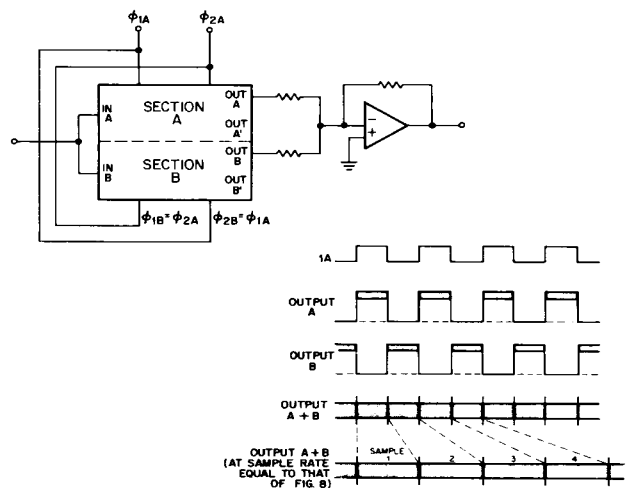 ϕ1A
ϕ2A
IN A
SECTION A
OUT A
OUT A'
IN B
SECTION B
OUT B
OUT B'
ϕ1B=ϕ2A
ϕ2B=ϕ1A
−
+
1A
OUTPUT A
OUTPUT B
OUTPUT A+B
OUTPUT A+B
(AT SAMPLE RATE
EQUAL TO THAT
OF FIG. 8)
SAMPLE
1
2
3
4